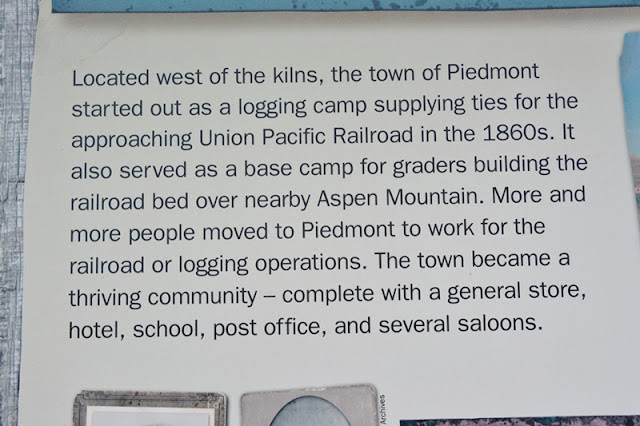 Located west of the kilns, the town of Piedmont
started out as a logging camp supplying ties for the
approaching Union Pacific Railroad in the 1860s. It
also served as a base camp for graders building the
railroad bed over nearby Aspen Mountain. More and
more people moved to Piedmont to work for the
railroad or logging operations. The town became a
thriving community – complete with a general store,
hotel, school, post office, and several saloons.
Archives